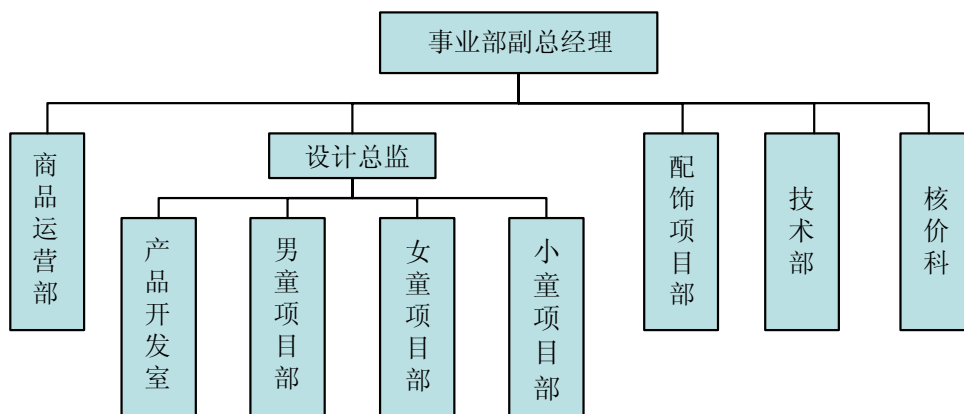 事业部副总经理
商品运营部
设计总监
配饰项目部
技术部
核价科
产品开发室
男童项目部
女童项目部
小童项目部